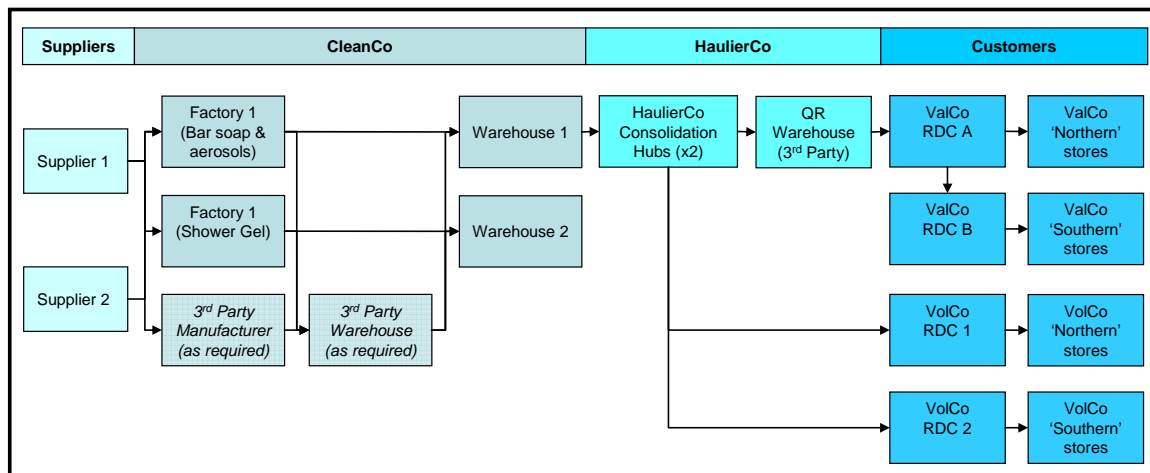 Suppliers
CleanCo
HaulierCo
Customers
Supplier 1
Supplier 2
Factory 1
(Bar soap &
aerosols)
Factory 1
(Shower Gel)
3rd Party
Manufacturer
(as required)
3rd Party
Warehouse
(as required)
Warehouse 1
Warehouse 2
HaulierCo
Consolidation
Hubs (x2)
QR
Warehouse
(3rd Party)
ValCo
RDC A
ValCo
‘Northern’
stores
ValCo
RDC B
ValCo
‘Southern’
stores
VolCo
RDC 1
VolCo
‘Northern’
stores
VolCo
RDC 2
VolCo
‘Southern’
stores